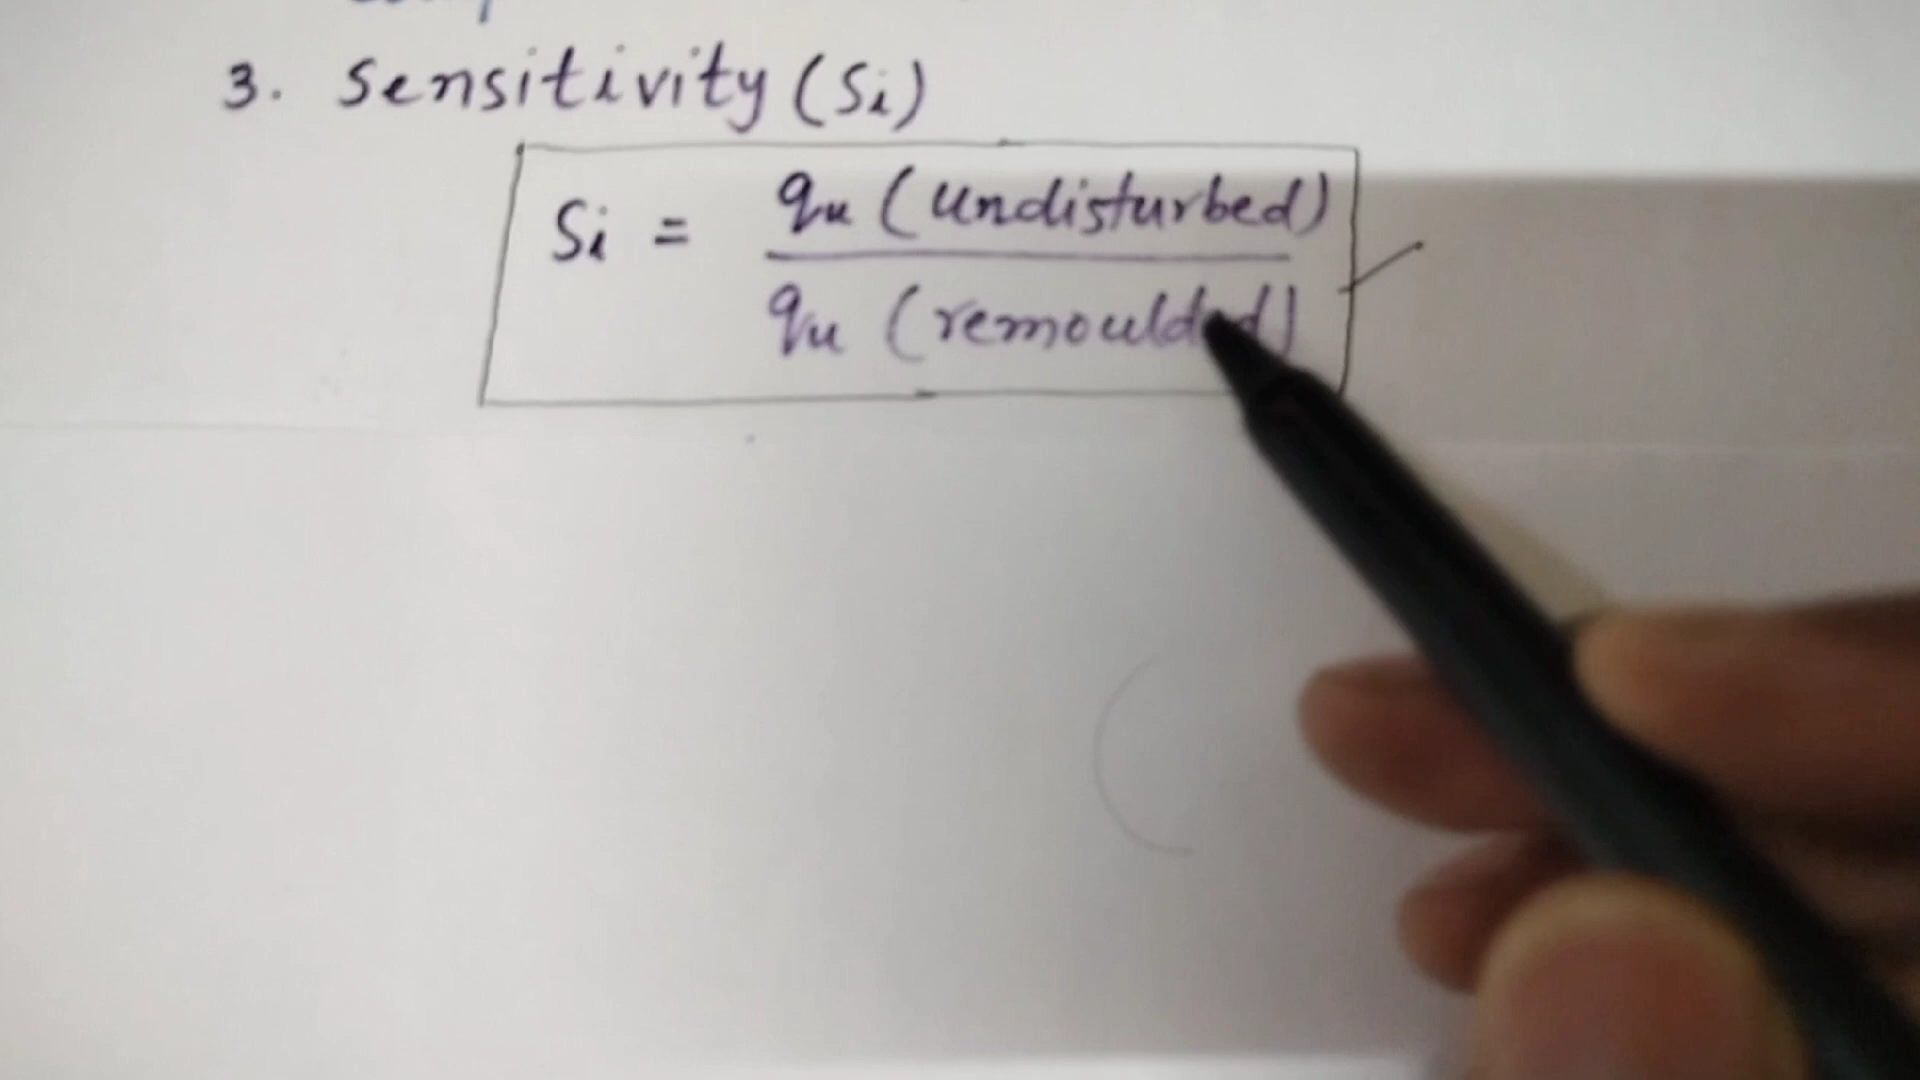 3. Sensitivity (Si)
Si = qu (undisturbed)
qu (remoulded)